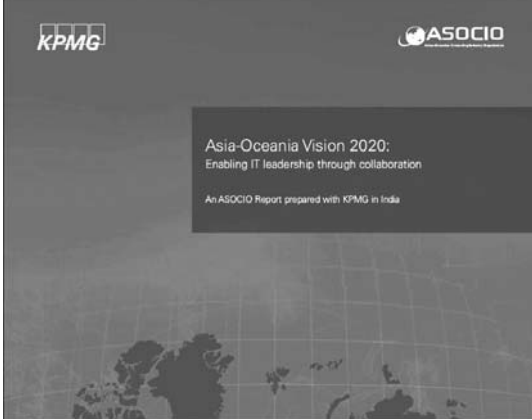 KPMG
ASOCIO
Asia-Oceania Vision 2020:
Enabling IT leadership through collaboration
An ASOCIO Report prepared with KPMG in India